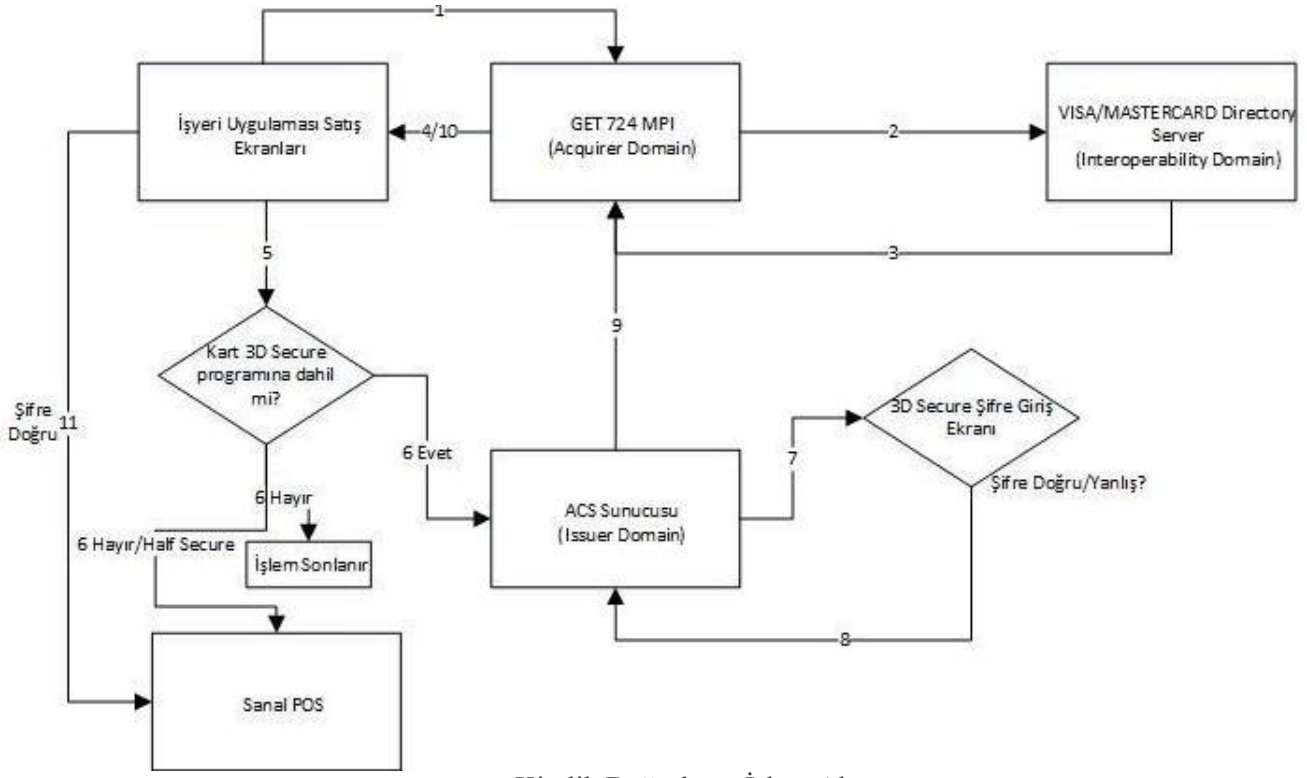 1
İşyeri Uygulaması Satış
Ekranları
4/10
GET 724 MPI
(Acquirer Domain)
2
VISA/MASTERCARD Directory
Server
(Interoperability Domain)
5
3
9
Kart 3D Secure
programına dahil
mi?
Şifre
Doğru
11
6 Evet
7
3D Secure Şifre Giriş
Ekranı
Şifre Doğru/Yanlış?
6 Hayır
ACS Sunucusu
(Issuer Domain)
6 Hayır/Half Secure
İşlem Sonlanır
8
Sanal POS